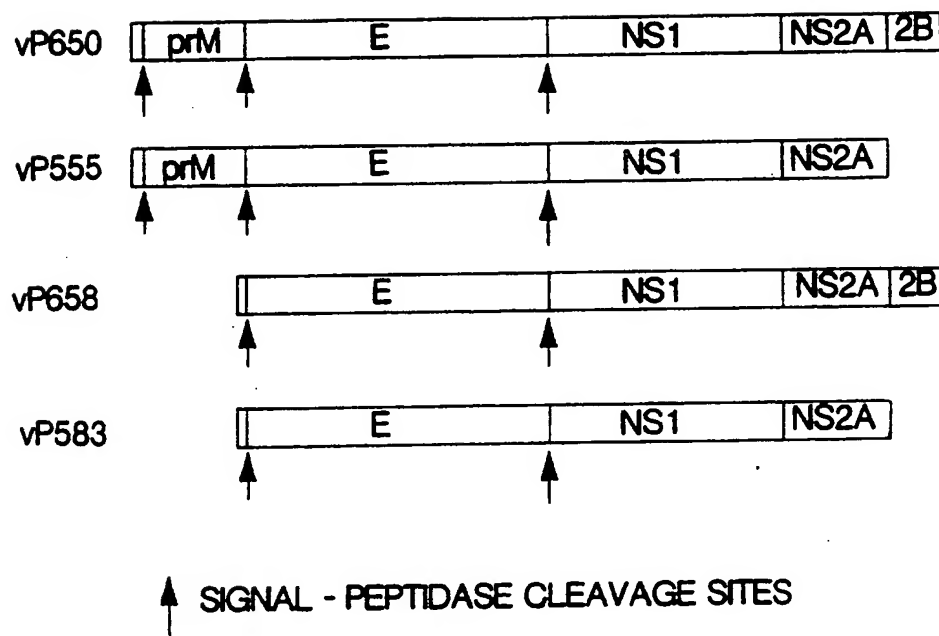 vP650 prM E NS1 NS2A 2B
vP555 prM E NS1 NS2A
vP658 E NS1 NS2A 2B
vP583 E NS1 NS2A
SIGNAL - PEPTIDASE CLEAVAGE SITES